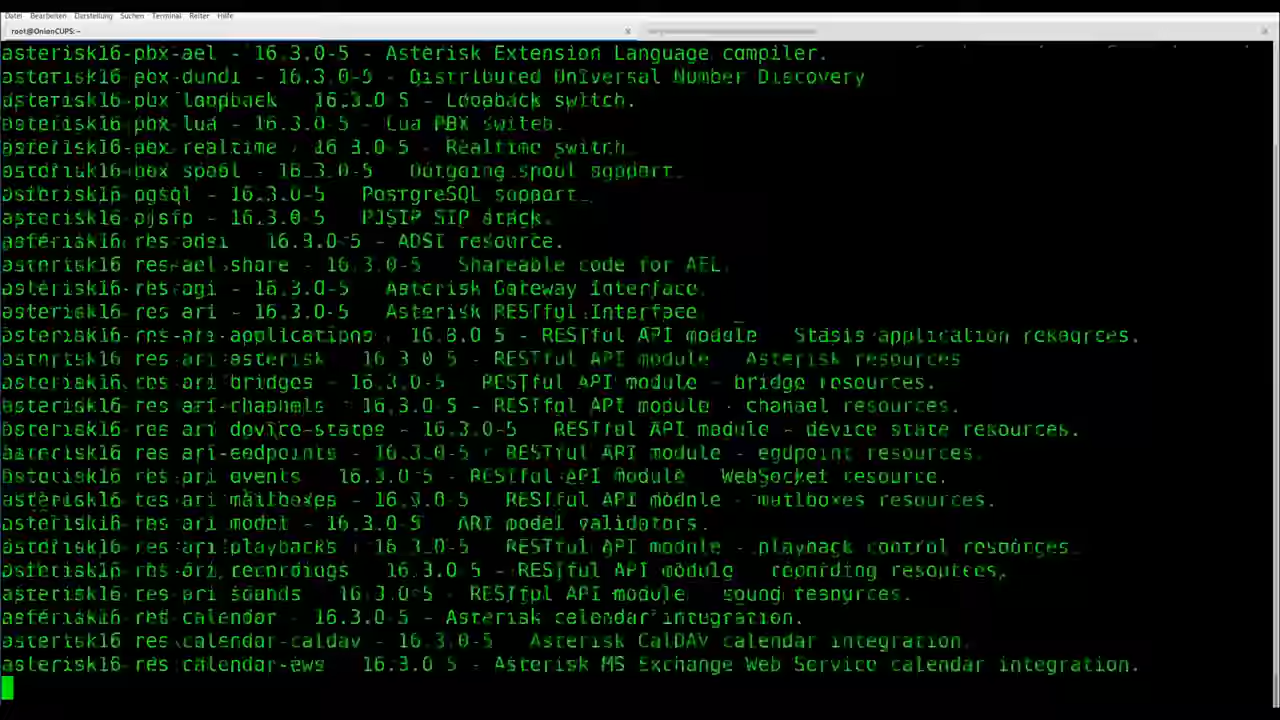 Datei Bearbeiten Darstellung Suchen Terminal Reiter Hilfe
root@OnionCUPS:~
asterisk16-pbx-ael - 16.3.0-5 - Asterisk Extension Language compiler.
asterisk16-pbx-dundi - 16.3.0-5 - Distributed Universal Number Discovery
asterisk16-pbx loopback 16.3.0 5 - Loopback switch.
asterisk16-pbx lua - 16.3.0-5 - Lua PBX switch.
asterisk16-pbx realtime 16 3.0 5 - Realtime switch
asterisk16-pbx spool - 16.3.0-5 Outgoing spool support.
asterisk16 pgsql - 16.3.0-5 PostgreSQL support.
asterisk16 pjsip - 16.3.0-5 PJSIP SIP stack.
asterisk16 res-adsi 16.3.0-5 - ADSI resource.
asterisk16 res-ael.share - 16.3.0-5 Shareable code for AEL.
asterisk16-res-agi - 16.3.0-5 Asterisk Gateway Interface.
asterisk16 res ari - 16.3.0-5 Asterisk RESTful Interface
asterisk16-res-ari-applications 16.3.0 5 - RESTful API module Stasis application resources.
asterisk16 res ari-asterisk 16 3 0 5 - RESTful API module Asterisk resources
asterisk16 res ari bridges - 16 3.0-5 RESTful API module - bridge resources.
asterisk16 res ari-channels - 16.3.0 5 - RESTful API module - channel resources.
asterisk16 res ari device-states - 16.3.0-5 RESTful API module - device state resources.
asterisk16 res ari-endpoints - 16.3.0-5 RESTful API module - endpoint resources.
asterisk16 res ari events 16.3.0 5 - RESTful API module WebSocket resource.
asterisk16 res ari mailboxes - 16.3.0-5 RESTful API module - mailboxes resources.
asterisk16 res ari model - 16.3.0-5 ARI model validators.
asterisk16 res ari playbacks 16 3.0-5 RESTful API module - playback control resources
asterisk16 res-ari recordings 16.3.0 5 - RESTful API module recording resources.
asterisk16 res ari sounds 16.3.0 5 - RESTful API module sound resources.
asterisk16 res calendar - 16.3.0-5 - Asterisk calendar integration.
asterisk16 res calendar-caldav - 16.3.0-5 Asterisk CalDAV calendar integration.
asterisk16 res calendar-ews 16.3.0 5 - Asterisk MS Exchange Web Service calendar integration.